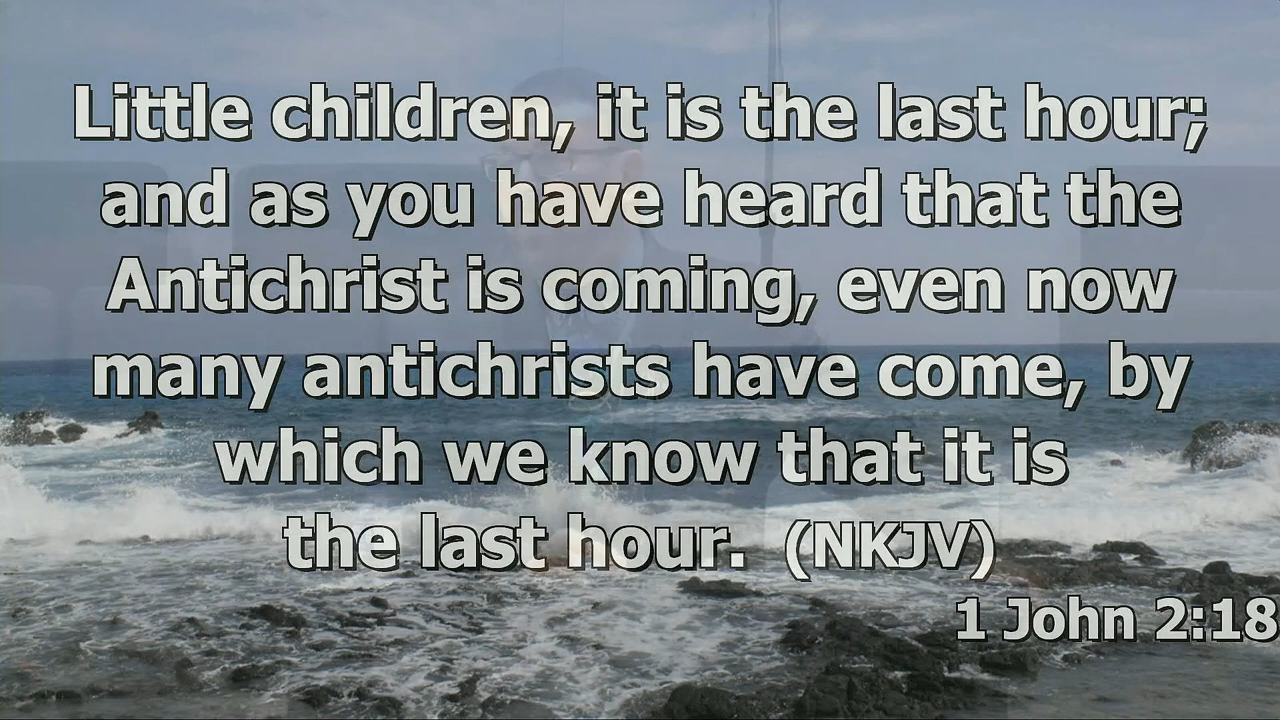 Little children, it is the last hour;
and as you have heard that the
Antichrist is coming, even now
many antichrists have come, by
which we know that it is
the last hour.  (NKJV)
1 John 2:18